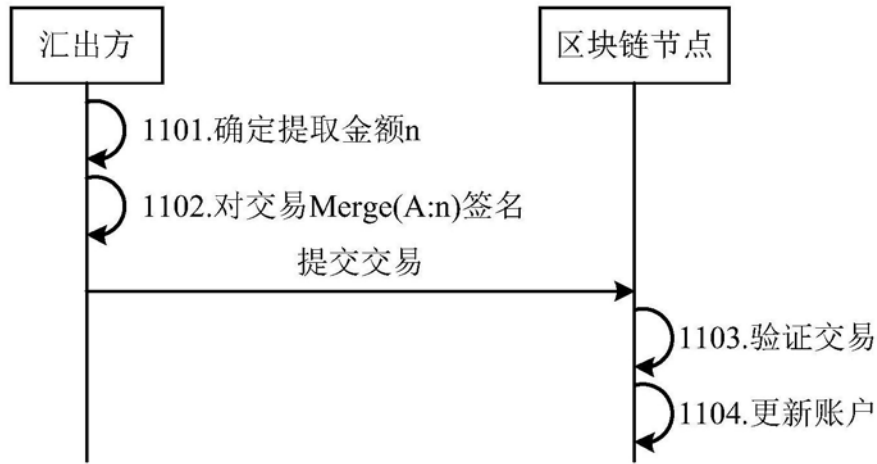 汇出方
区块链节点
1101.确定提取金额n
1102.对交易Merge(A:n)签名
提交交易
1103.验证交易
1104.更新账户